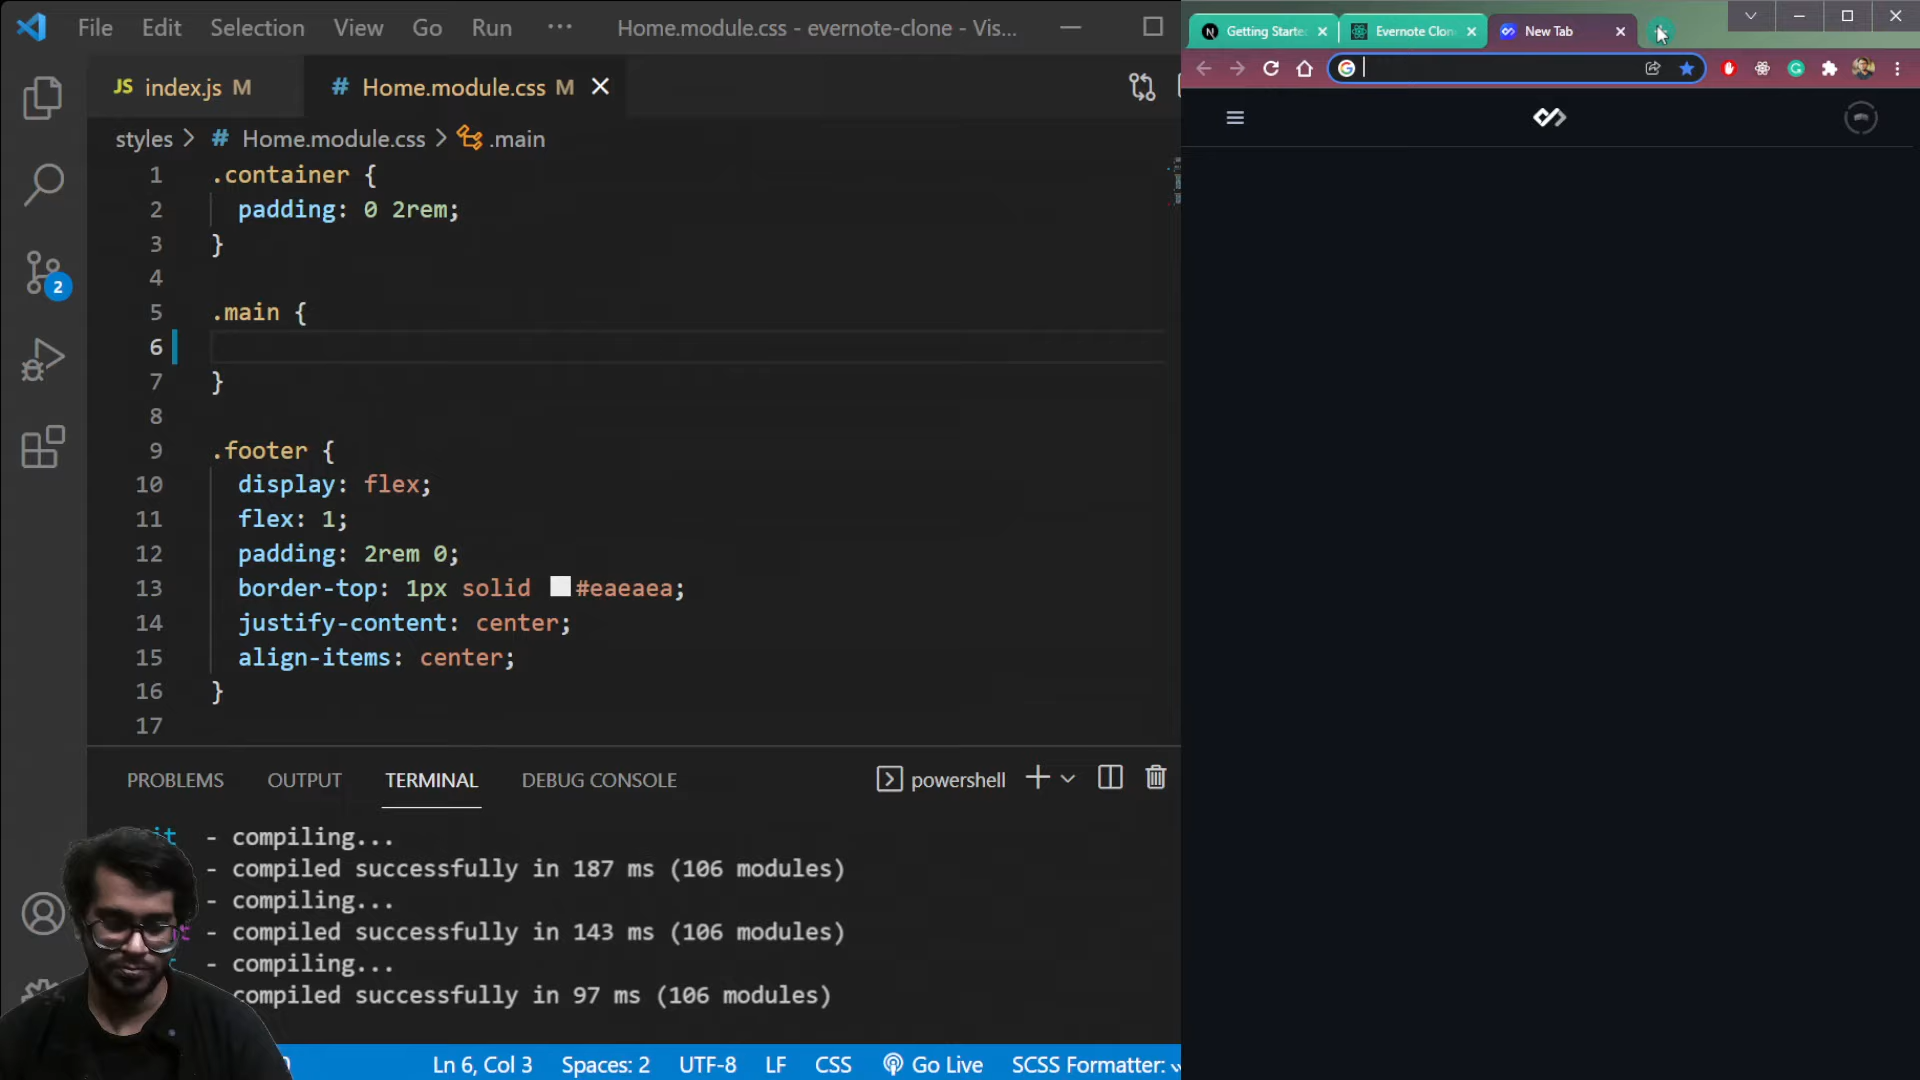 File Edit Selection View Go Run ··· Home.module.css - evernote-clone - Vis...
JS index.js M
# Home.module.css M
styles > # Home.module.css > .main
1 .container {
2 padding: 0 2rem;
3 }
4
5 .main {
6
7 }
8
9 .footer {
10 display: flex;
11 flex: 1;
12 padding: 2rem 0;
13 border-top: 1px solid #eaeaea;
14 justify-content: center;
15 align-items: center;
16 }
17
2
PROBLEMS OUTPUT TERMINAL DEBUG CONSOLE powershell
- compiling...
- compiled successfully in 187 ms (106 modules)
- compiling...
- compiled successfully in 143 ms (106 modules)
- compiling...
compiled successfully in 97 ms (106 modules)
Ln 6, Col 3 Spaces: 2 UTF-8 LF CSS Go Live SCSS Formatter:
Getting Starte
Evernote Clon
New Tab